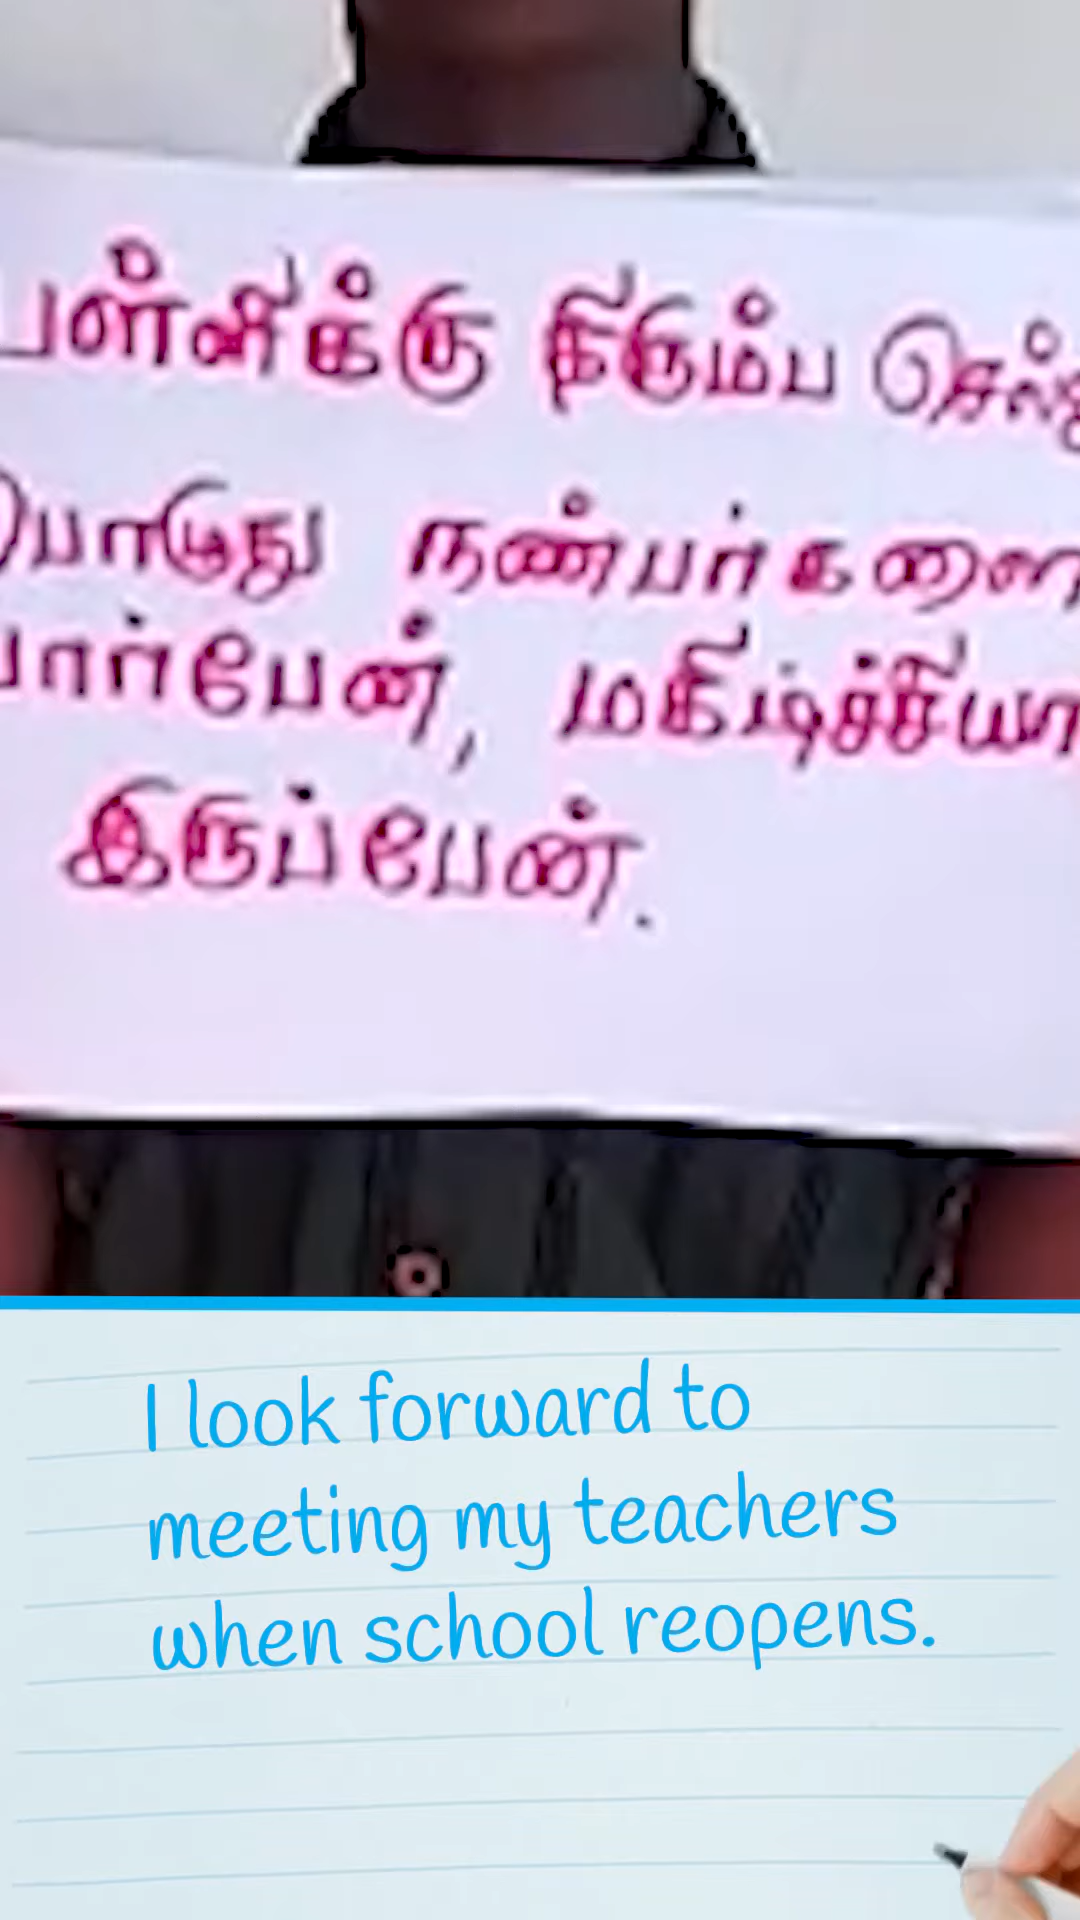 பள்ளிக்கு திரும்ப
நண்பர்களை
பார்பேன், மகிழ்ச்சியா
இருப்பேன்.
I look forward to
meeting my teachers
when school reopens.